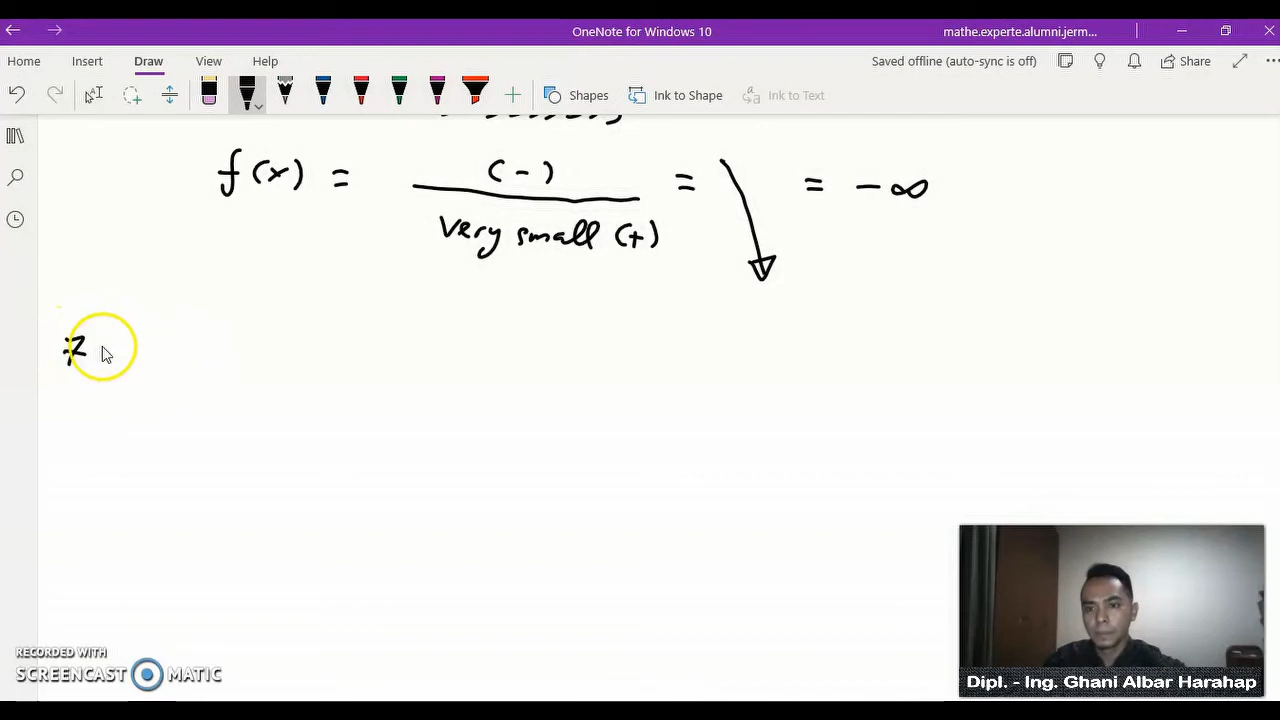 OneNote for Windows 10
mathe.experte.alumni.jerm...
Home Insert Draw View Help
Saved offline (auto-sync is off)
Share
Shapes
Ink to Shape
Ink to Text
f(x) = (-) / very small (+) = = -∞
RECORDED WITH
SCREENCAST MATIC
Dipl. - Ing. Ghani Albar Harahap